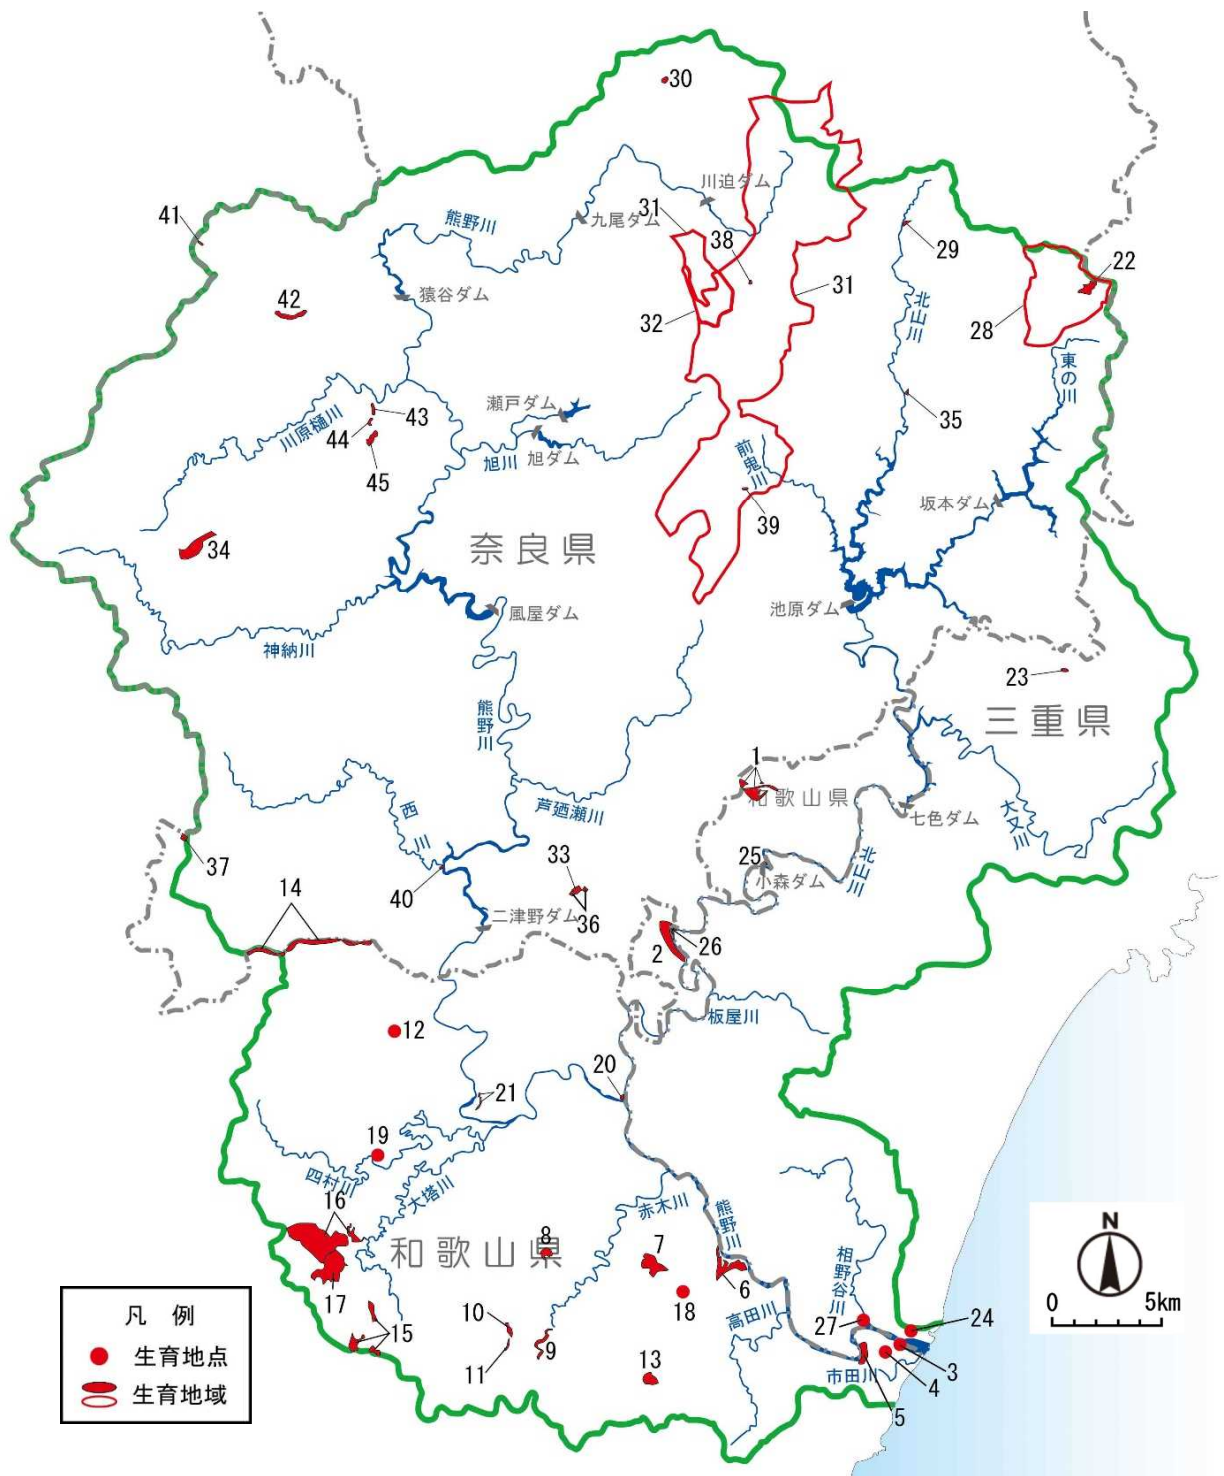 30
川迫ダム
31
九尾ダム
熊野川
41
38
29
22
猿谷ダム
42
32
31
北山川
28
東の川
瀬戸ダム
43
川原樋川
44
旭川
旭ダム
35
45
前鬼川
坂本ダム
39
34
奈良県
池原ダム
風屋ダム
神納川
23
熊野川
三重県
1
和歌山県
芦廼瀬川
西川
七色ダム
大又川
37
33
25
小森ダム
北山川
14
40
36
二津野ダム
2
26
12
板屋川
20
21
19
四村川
大塔川
16
赤木川
熊野川
和歌山県
8
7
相野谷川
N
6
17
18
0 5km
凡 例
高田川
10
27
24
生育地点
15
9
3
生育地域
11
13
市田川
4
5